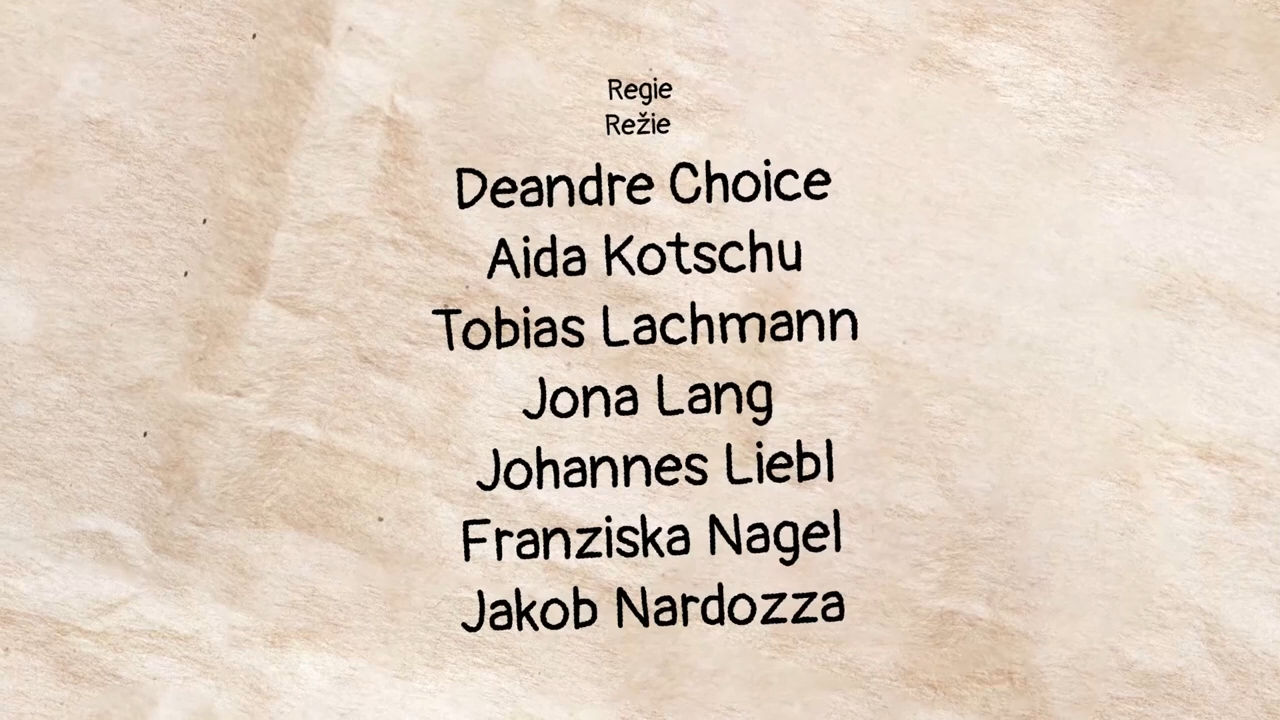 Regie
Režie
Deandre Choice
Aida Kotschu
Tobias Lachmann
Jona Lang
Johannes Liebl
Franziska Nagel
Jakob Nardozza